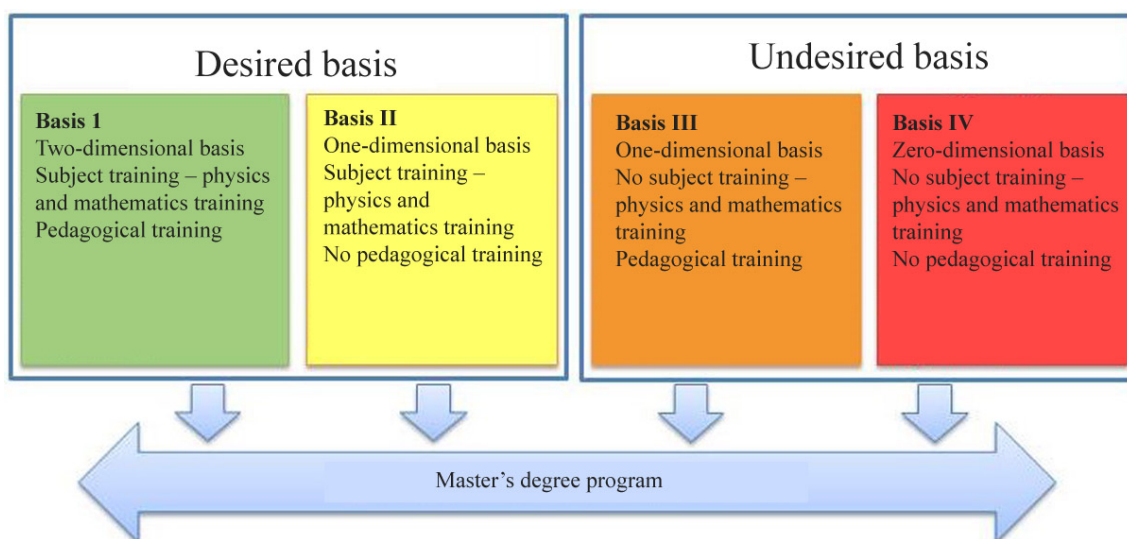 Desired basis
Basis 1
Two-dimensional basis
Subject training – physics
and mathematics training
Pedagogical training
Basis II
One-dimensional basis
Subject training –
physics and
mathematics training
No pedagogical training
Undesired basis
Basis III
One-dimensional basis
No subject training –
physics and mathematics
training
Pedagogical training
Basis IV
Zero-dimensional basis
No subject training –
physics and mathematics
training
No pedagogical training
Master’s degree program